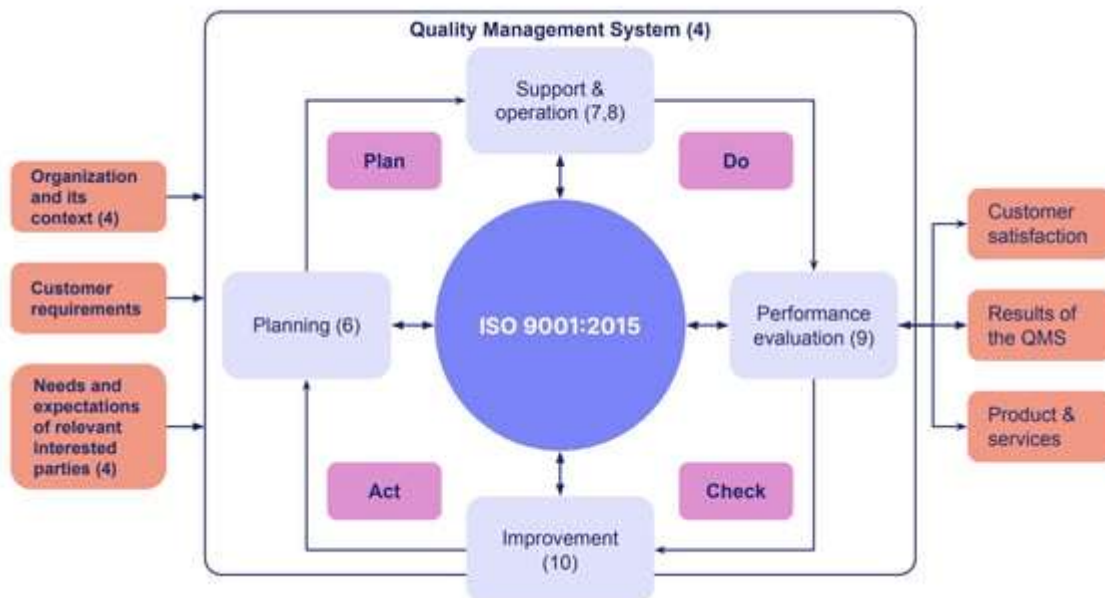 Quality Management System (4)
Support &
operation (7,8)
Plan
Do
Organization
and its
context (4)
Customer
requirements
Needs and
expectations
of relevant
interested
parties (4)
Planning (6)
ISO 9001:2015
Performance
evaluation (9)
Customer
satisfaction
Results of
the QMS
Product &
services
Act
Check
Improvement
(10)